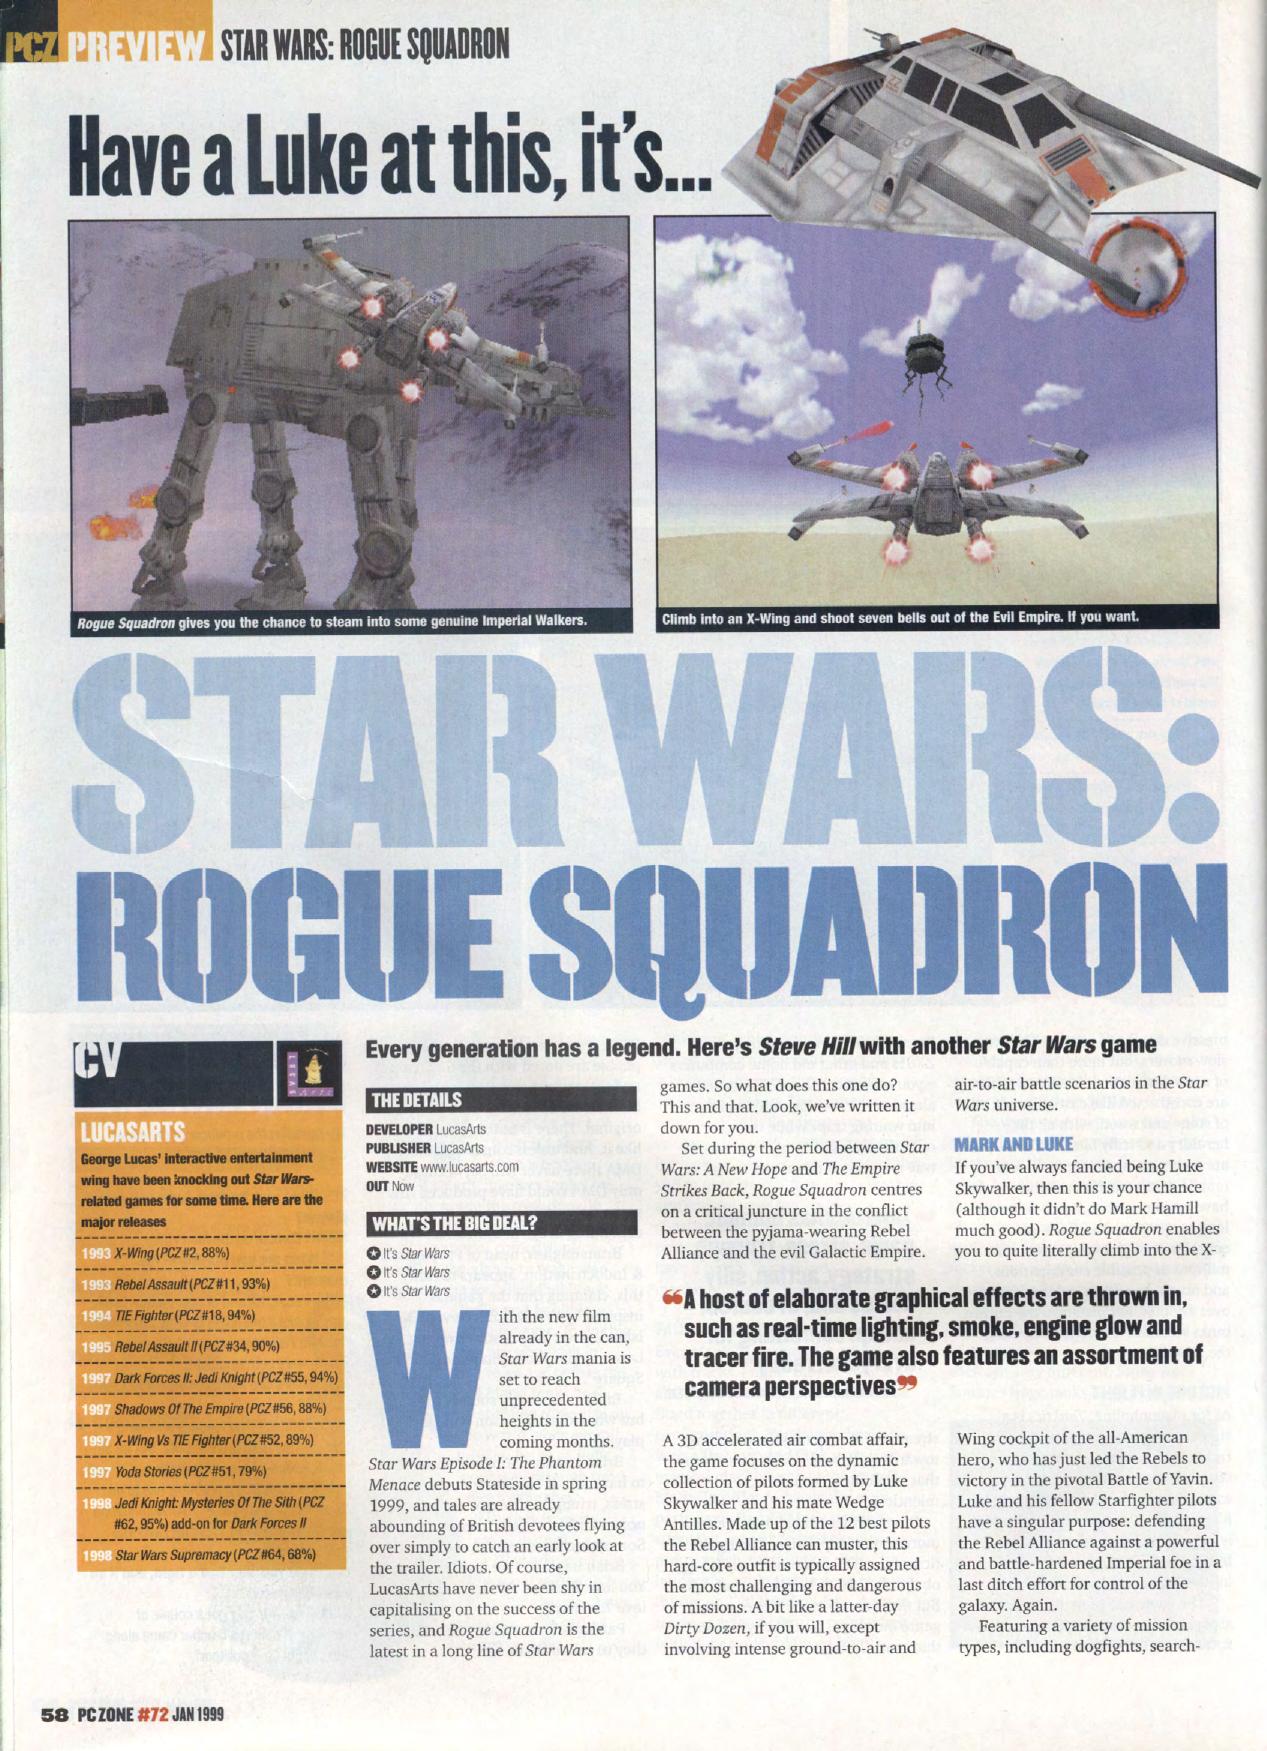 PCZ PREVIEW STAR WARS: ROGUE SQUADRON
Have a Luke at this, it's...
Rogue Squadron gives you the chance to steam into some genuine Imperial Walkers.
Climb into an X-Wing and shoot seven bells out of the Evil Empire. If you want.
STAR WARS:
ROGUE SQUADRON
CV
LUCASARTS
George Lucas' interactive entertainment
wing have been knocking out Star Wars-
related games for some time. Here are the
major releases
1993 X-Wing (PCZ #2, 88%)
1993 Rebel Assault (PCZ #11, 93%)
1994 TIE Fighter (PCZ #18, 94%)
1995 Rebel Assault II (PCZ #34, 90%)
1997 Dark Forces II: Jedi Knight (PCZ #55, 94%)
1997 Shadows Of The Empire (PCZ #56, 88%)
1997 X-Wing Vs TIE Fighter (PCZ #52, 89%)
1997 Yoda Stories (PCZ #51, 79%)
1998 Jedi Knight: Mysteries Of The Sith (PCZ
#62, 95%) add-on for Dark Forces II
1998 Star Wars Supremacy (PCZ #64, 68%)
Every generation has a legend. Here's Steve Hill with another Star Wars game
THE DETAILS
DEVELOPER LucasArts
PUBLISHER LucasArts
WEBSITE www.lucasarts.com
OUT Now
WHAT'S THE BIG DEAL?
It's Star Wars
It's Star Wars
It's Star Wars
With the new film
already in the can,
Star Wars mania is
set to reach
unprecedented
heights in the
coming months.
Star Wars Episode I: The Phantom
Menace debuts Stateside in spring
1999, and tales are already
abounding of British devotees flying
over simply to catch an early look at
the trailer. Idiots. Of course,
LucasArts have never been shy in
capitalising on the success of the
series, and Rogue Squadron is the
latest in a long line of Star Wars
games. So what does this one do?
This and that. Look, we've written it
down for you.
Set during the period between Star
Wars: A New Hope and The Empire
Strikes Back, Rogue Squadron centres
on a critical juncture in the conflict
between the pyjama-wearing Rebel
Alliance and the evil Galactic Empire.
“A host of elaborate graphical effects are thrown in,
such as real-time lighting, smoke, engine glow and
tracer fire. The game also features an assortment of
camera perspectives”
A 3D accelerated air combat affair,
the game focuses on the dynamic
collection of pilots formed by Luke
Skywalker and his mate Wedge
Antilles. Made up of the 12 best pilots
the Rebel Alliance can muster, this
hard-core outfit is typically assigned
the most challenging and dangerous
of missions. A bit like a latter-day
Dirty Dozen, if you will, except
involving intense ground-to-air and
air-to-air battle scenarios in the Star
Wars universe.
MARK AND LUKE
If you've always fancied being Luke
Skywalker, then this is your chance
(although it didn't do Mark Hamill
much good). Rogue Squadron enables
you to quite literally climb into the X-
Wing cockpit of the all-American
hero, who has just led the Rebels to
victory in the pivotal Battle of Yavin.
Luke and his fellow Starfighter pilots
have a singular purpose: defending
the Rebel Alliance against a powerful
and battle-hardened Imperial foe in a
last ditch effort for control of the
galaxy. Again.
Featuring a variety of mission
types, including dogfights, search-
58 PC ZONE #72 JAN 1999